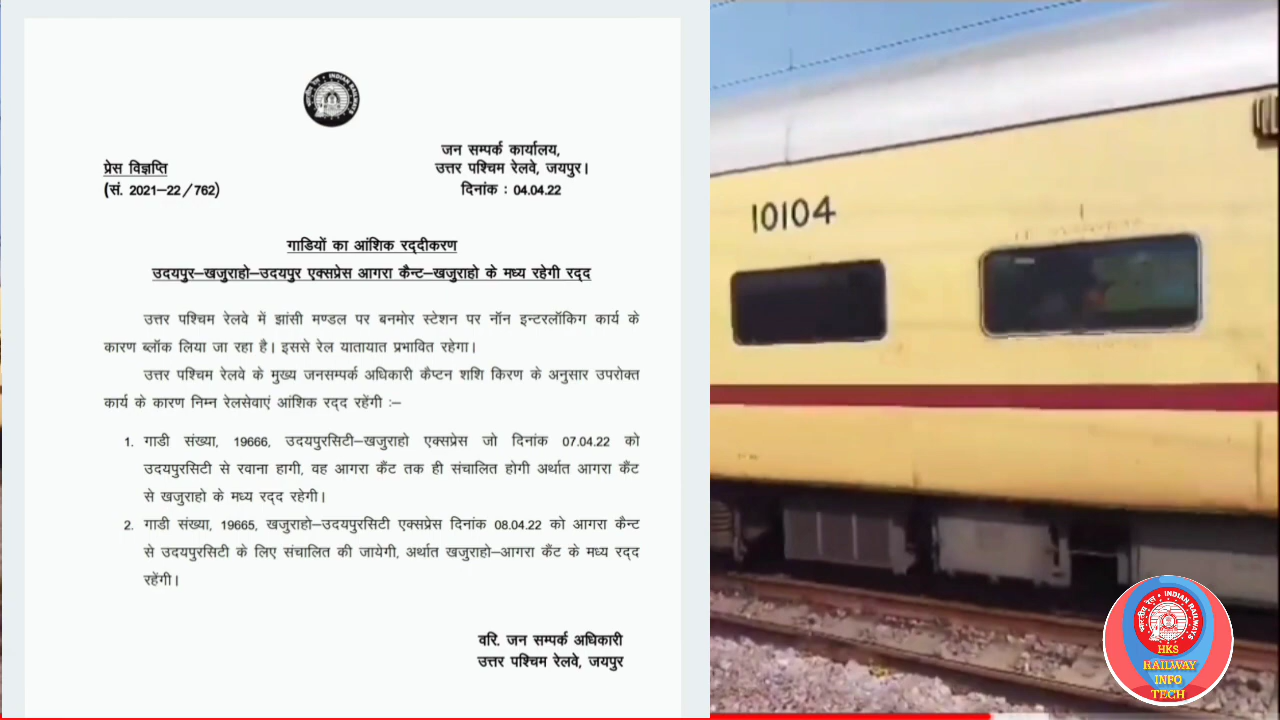 प्रेस विज्ञप्ति
(सं. 2021–22/762)
जन सम्पर्क कार्यालय,
उत्तर पश्चिम रेलवे, जयपुर।
दिनांक : 04.04.22
गाडियों का आंशिक रद्दीकरण
उदयपुर–खजुराहो–उदयपुर एक्सप्रेस आगरा कैन्ट–खजुराहो के मध्य रहेगी रद्द
उत्तर पश्चिम रेलवे में झांसी मण्डल पर बनमोर स्टेशन पर नॉन इन्टरलॉकिग कार्य के
कारण ब्लॉक लिया जा रहा है। इससे रेल यातायात प्रभावित रहेगा।
उत्तर पश्चिम रेलवे के मुख्य जनसम्पर्क अधिकारी कैप्टन शशि किरण के अनुसार उपरोक्त
कार्य के कारण निम्न रेलसेवाएं आंशिक रद्द रहेंगी :–
1. गाडी संख्या, 19666, उदयपुरसिटी–खजुराहो एक्सप्रेस जो दिनांक 07.04.22 को
उदयपुरसिटी से रवाना हागी, वह आगरा कैंट तक ही संचालित होगी अर्थात आगरा कैंट
से खजुराहो के मध्य रद्द रहेगी।
2. गाडी संख्या, 19665, खजुराहो–उदयपुरसिटी एक्सप्रेस दिनांक 08.04.22 को आगरा कैन्ट
से उदयपुरसिटी के लिए संचालित की जायेगी, अर्थात खजुराहो–आगरा कैंट के मध्य रद्द
रहेंगी।
वरि. जन सम्पर्क अधिकारी
उत्तर पश्चिम रेलवे, जयपुर
10104
भारतीय रेल • INDIAN RAILWAYS
HKS
RAILWAY
INFO
TECH